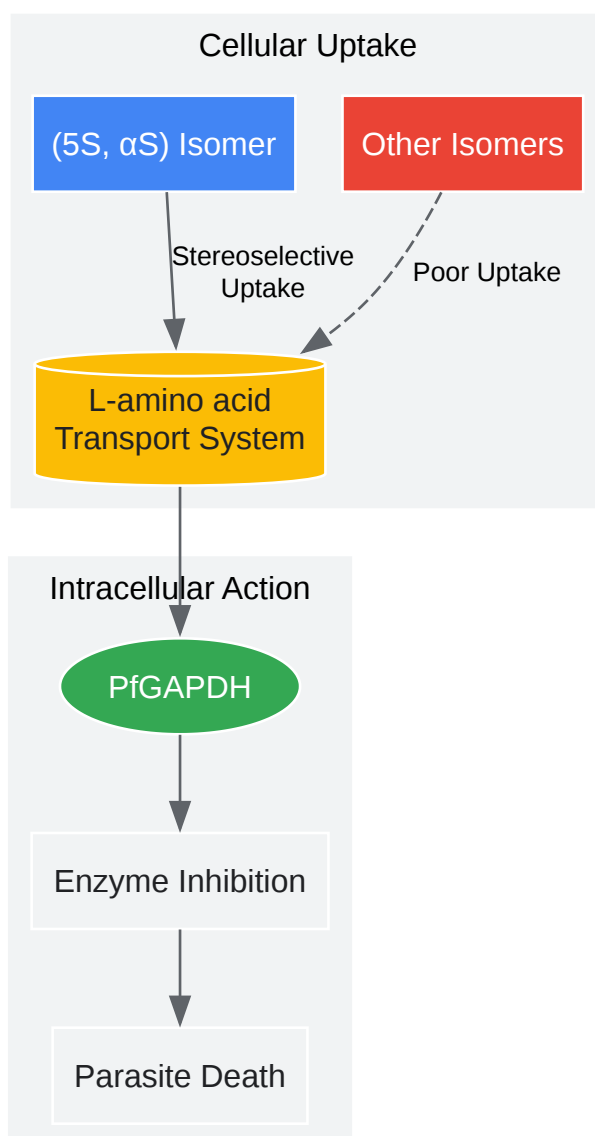 Cellular Uptake
(5S, αS) Isomer
Other Isomers
Stereoselective
Uptake
Poor Uptake
L-amino acid
Transport System
Intracellular Action
PfGAPDH
Enzyme Inhibition
Parasite Death